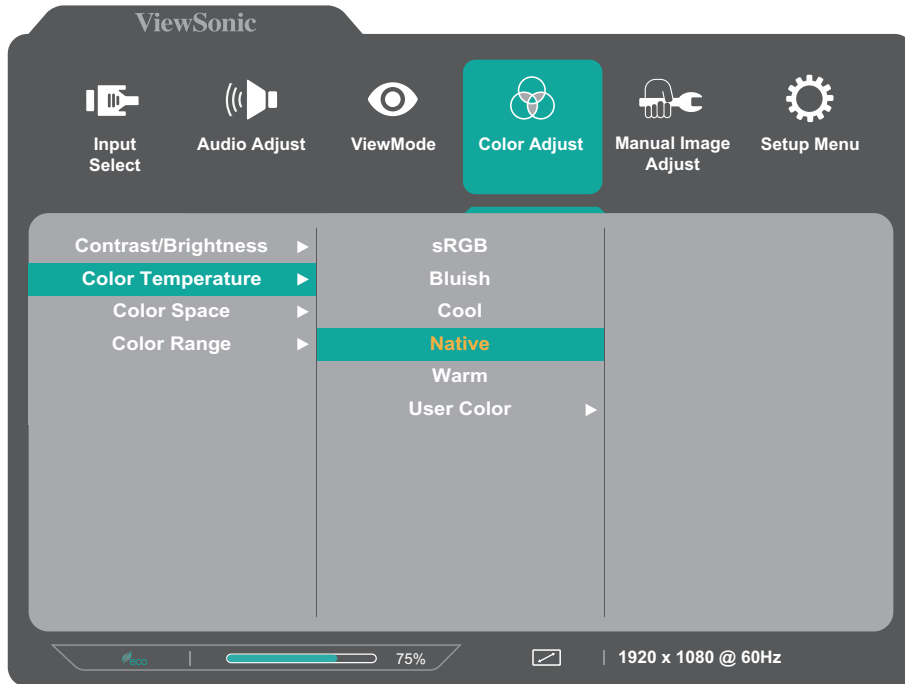 ViewSonic
Input
Select
Audio Adjust
ViewMode
Color Adjust
Manual Image
Adjust
Setup Menu
Contrast/Brightness
Color Temperature
Color Space
Color Range
sRGB
Bluish
Cool
Native
Warm
User Color
eco
75%
1920 x 1080 @ 60Hz